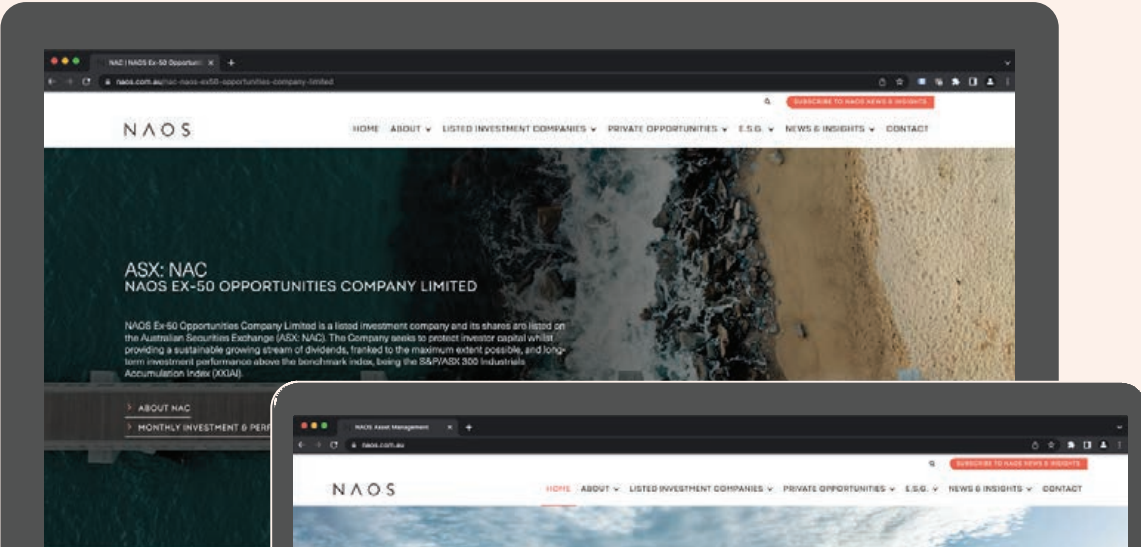 NAC | NAOS Ex-50 Opportuni
naos.com.au/nac-naos-ex50-opportunities-company-limited
SUBSCRIBE TO NAOS NEWS & INSIGHTS
NAOS
HOME ABOUT LISTED INVESTMENT COMPANIES PRIVATE OPPORTUNITIES E.S.G. NEWS & INSIGHTS CONTACT
ASX: NAC
NAOS EX-50 OPPORTUNITIES COMPANY LIMITED
NAOS Ex-50 Opportunities Company Limited is a listed investment company and its shares are listed on
the Australian Securities Exchange (ASX: NAC). The Company seeks to protect investor capital whilst
providing a sustainable growing stream of dividends, franked to the maximum extent possible, and long-
term investment performance above the benchmark index, being the S&P/ASX 300 Industrials
Accumulation Index (XKIAI).
ABOUT NAC
MONTHLY INVESTMENT & PERF
NAOS Asset Management
naos.com.au
SUBSCRIBE TO NAOS NEWS & INSIGHTS
NAOS
HOME ABOUT LISTED INVESTMENT COMPANIES PRIVATE OPPORTUNITIES E.S.G. NEWS & INSIGHTS CONTACT